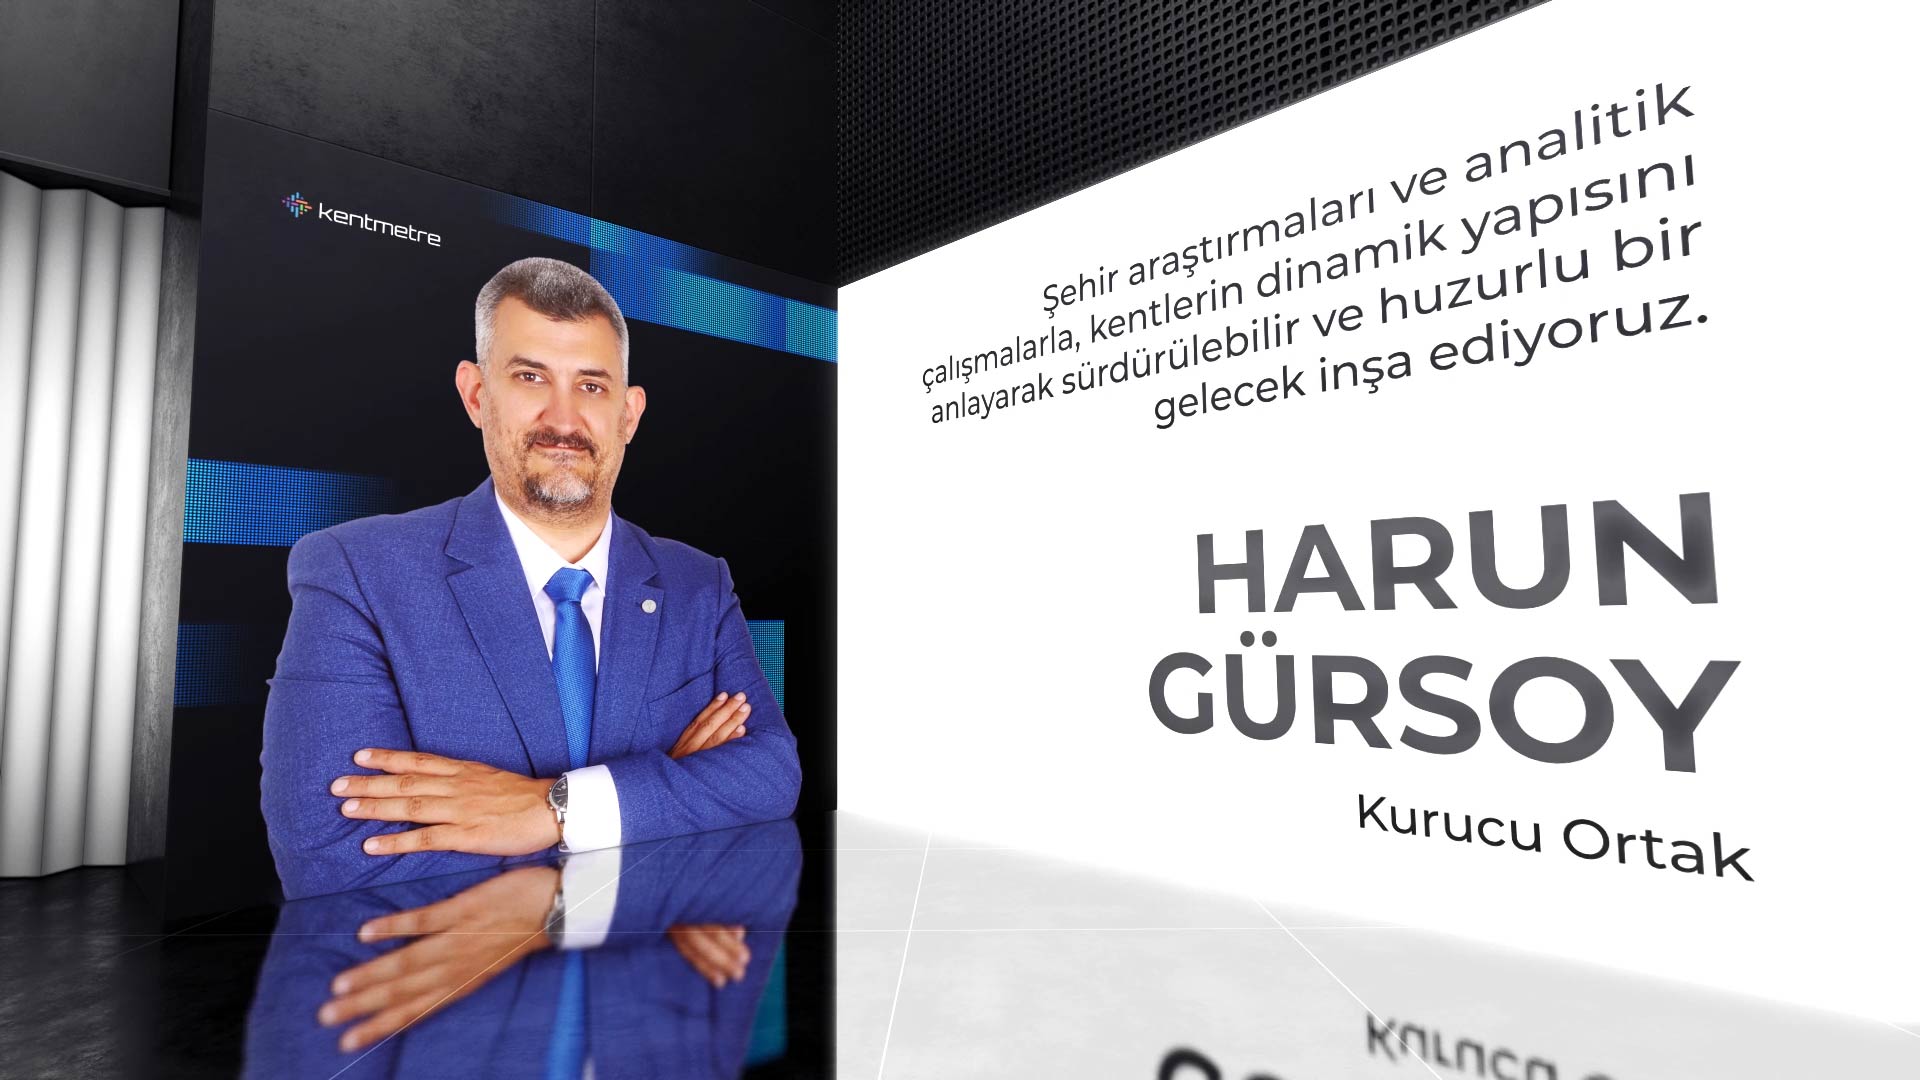 kentmetre
Şehir araştırmaları ve analitik
çalışmalarla, kentlerin dinamik yapısını
anlayarak sürdürülebilir ve huzurlu bir
gelecek inşa ediyoruz.
HARUN
GÜRSOY
Kurucu Ortak